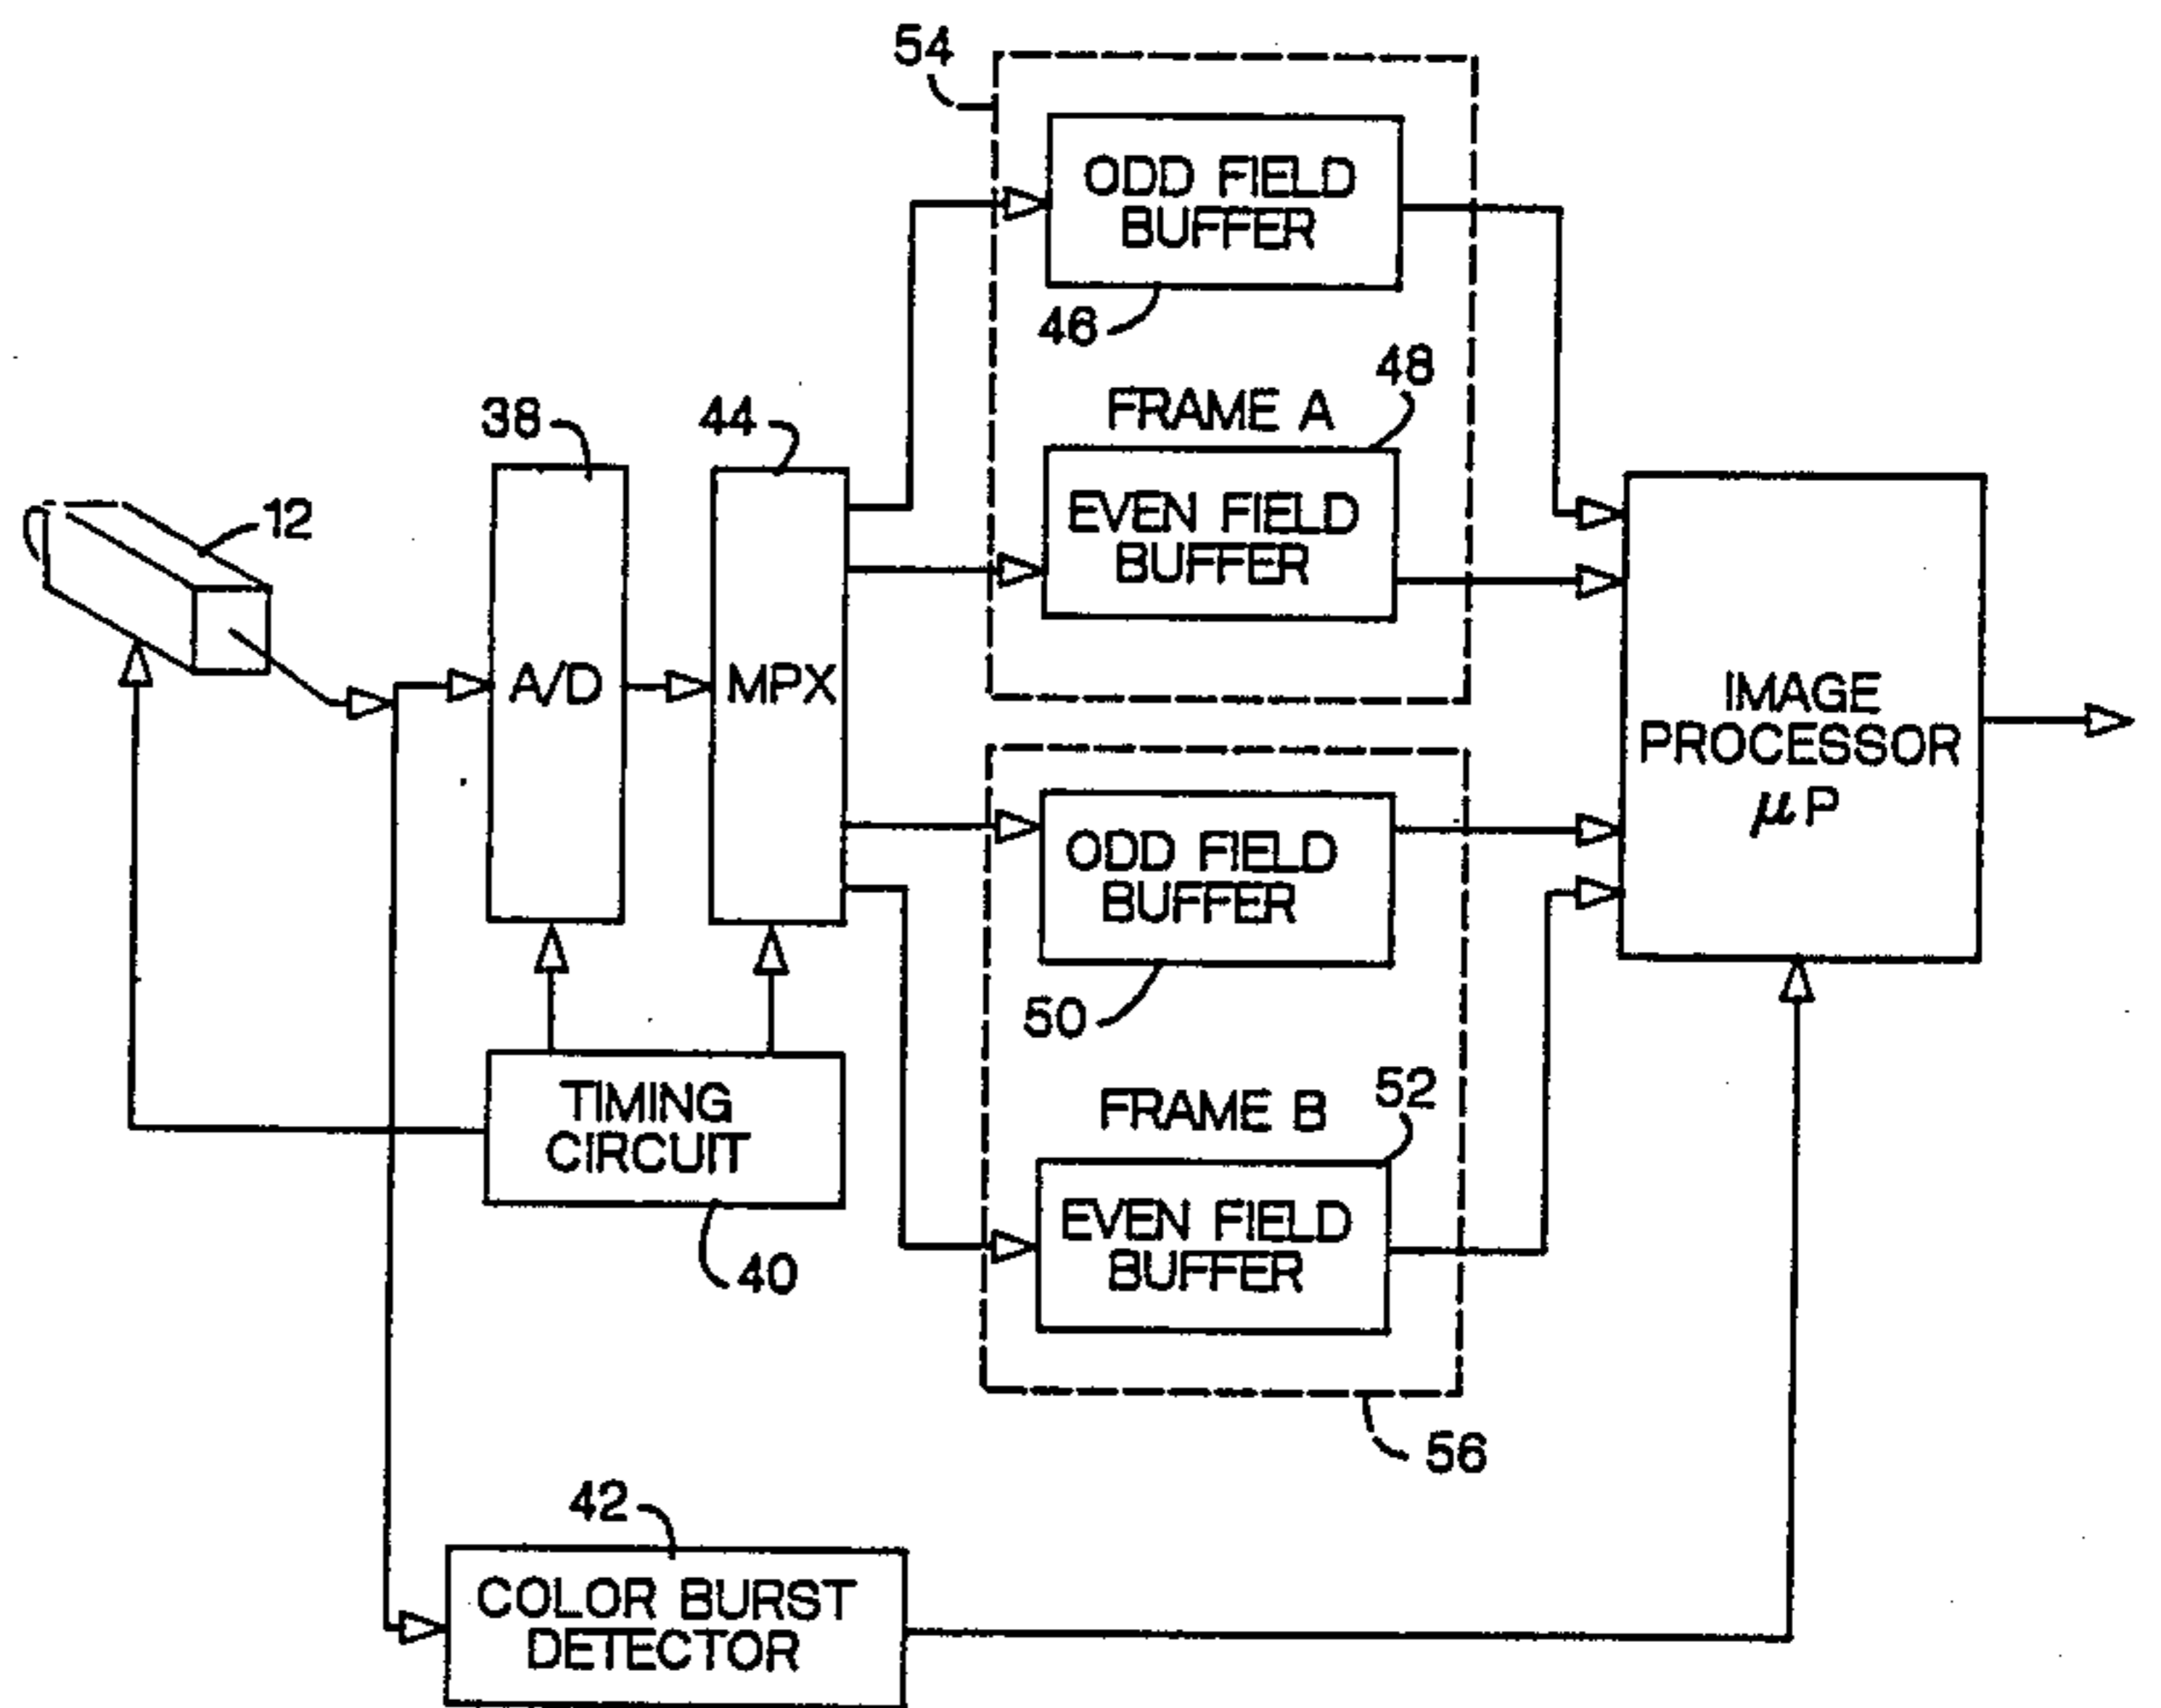 54
ODD FIELD
BUFFER
46
48
FRAME A
EVEN FIELD
BUFFER
38
44
12
A/D
MPX
IMAGE
PROCESSOR
μP
ODD FIELD
BUFFER
50
FRAME B
52
EVEN FIELD
BUFFER
TIMING
CIRCUIT
40
56
42
COLOR BURST
DETECTOR